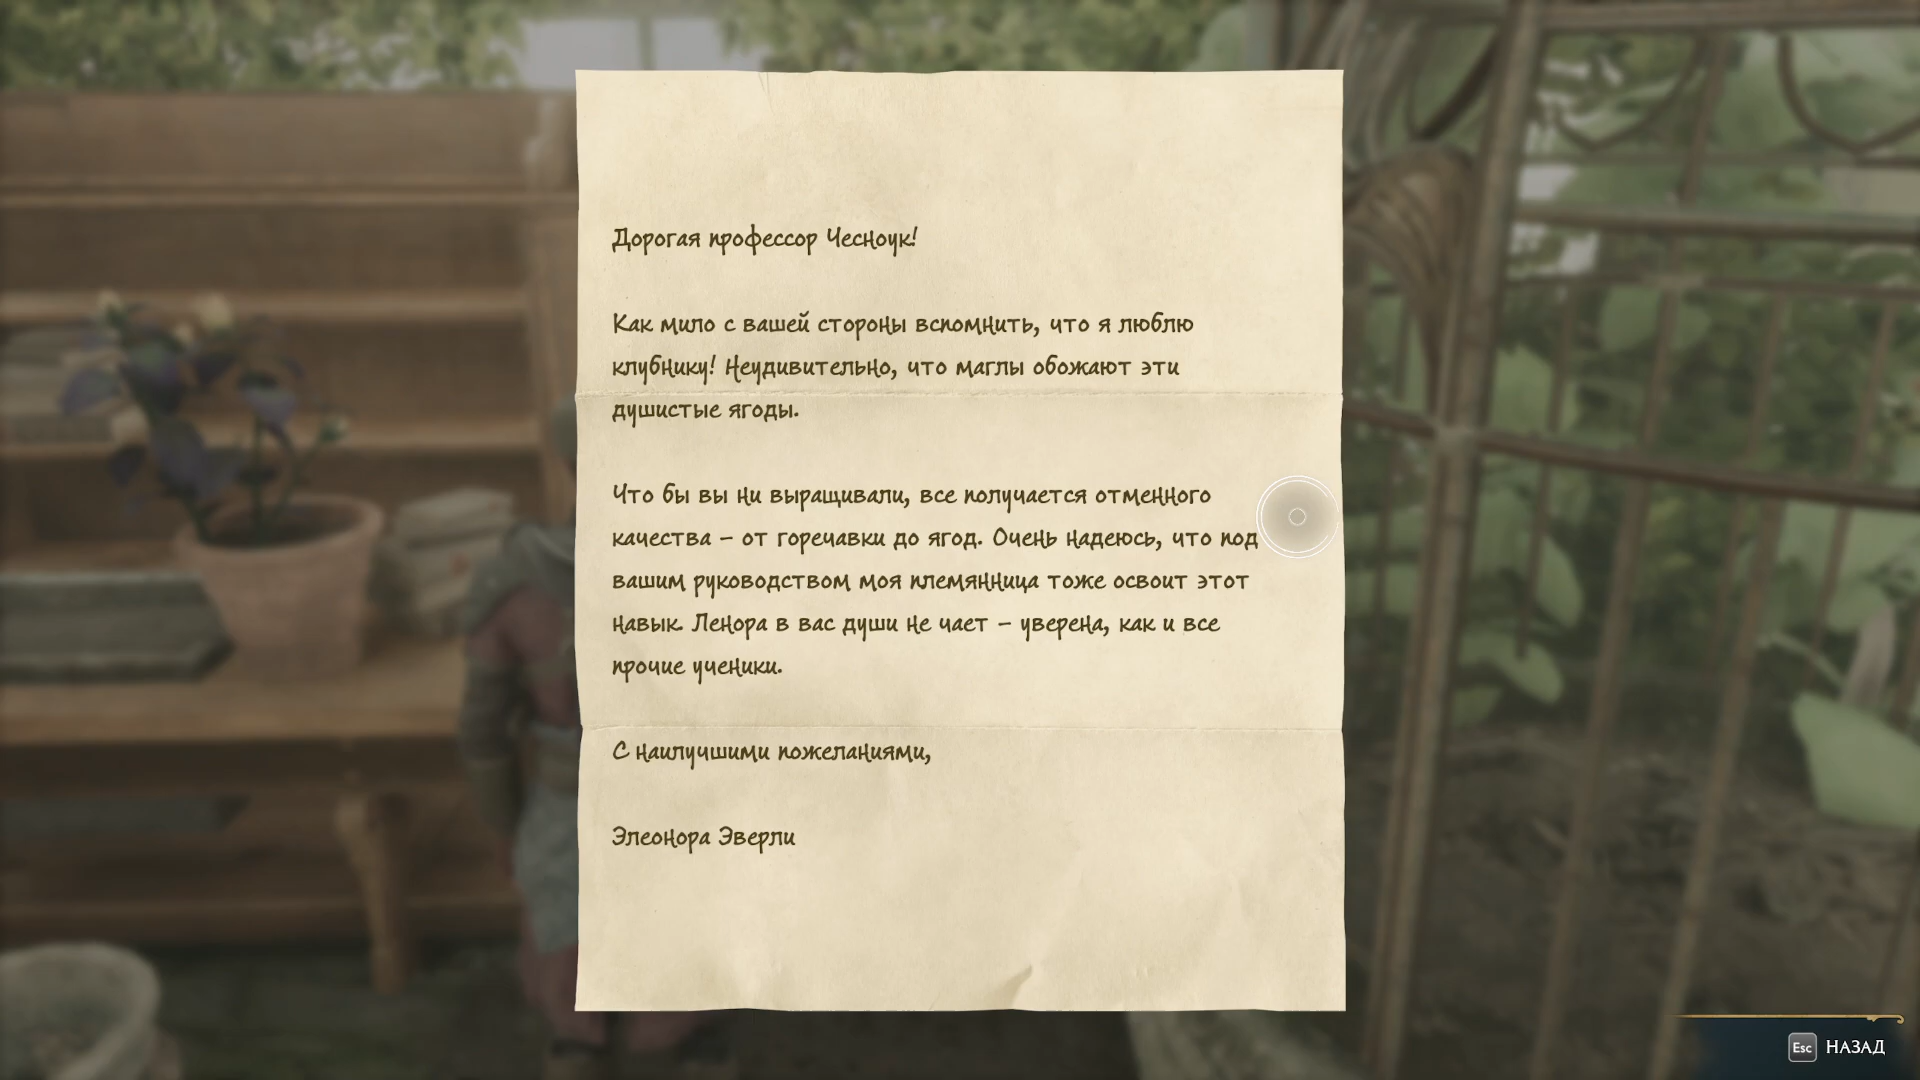 Дорогая профессор Чесноук!
Как мило с вашей стороны вспомнить, что я люблю
клубнику! Неудивительно, что маглы обожают эти
душистые ягоды.
Что бы вы ни выращивали, все получается отменного
качества – от горечавки до ягод. Очень надеюсь, что под
вашим руководством моя племянница тоже освоит этот
навык. Ленора в вас души не чает – уверена, как и все
прочие ученики.
С наилучшими пожеланиями,
Элеонора Эверли
Esc НАЗАД